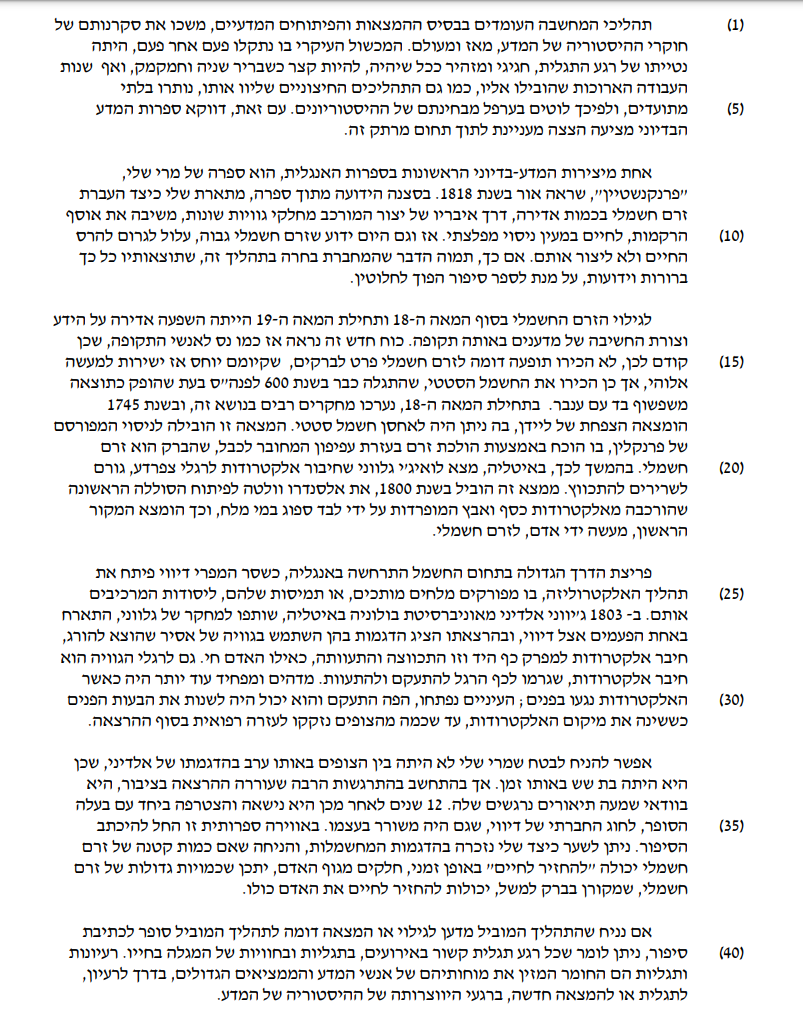 (1) תהליכי המחשבה העומדים בבסיס ההמצאות והפיתוחים המדעיים, משכו את סקרנותם של
חוקרי ההיסטוריה של המדע, מאז ומעולם. המכשול העיקרי בו נתקלו פעם אחר פעם, היתה
נטייתו של רגע התגלית, חגיגי ומזהיר ככל שיהיה, להיות קצר כשבריר שניה וחמקמק, ואף שנות
העבודה הארוכות שהובילו אליו, כמו גם התהליכים החיצוניים שליוו אותו, נותרו בלתי
(5) מתועדים, ולפיכך לוטים בערפל מבחינתם של ההיסטוריונים. עם זאת, דווקא ספרות המדע
הבדיוני מציעה הצצה מעניינת לתוך תחום מרתק זה.
אחת מיצירות המדע-בדיוני הראשונות בספרות האנגלית, הוא ספרה של מרי שלי,
"פרנקנשטיין", שראה אור בשנת 1818. בסצנה הידועה מתוך ספרה, מתארת שלי כיצד העברת
זרם חשמלי בכמות אדירה, דרך איבריו של יצור המורכב מחלקי גוויות שונות, משיבה את אוסף
(10) הרקמות, לחיים במעין ניסוי מפלצתי. אז וגם היום ידוע שזרם חשמלי גבוה, עלול לגרום להרס
החיים ולא ליצור אותם. אם כך, תמוה הדבר שהמחברת בחרה בתהליך זה, שתוצאותיו כל כך
ברורות וידועות, על מנת לספר סיפור הפוך לחלוטין.
לגילוי הזרם החשמלי בסוף המאה ה-18 ותחילת המאה ה-19 הייתה השפעה אדירה על הידע
וצורת החשיבה של מדענים באותה תקופה. כוח חדש זה נראה אז כמו נס לאנשי התקופה, שכן
(15) קודם לכן, לא הכירו תופעה דומה לזרם חשמלי פרט לברקים, שקיומם יוחס אז ישירות למעשה
אלוהי, אך כן הכירו את החשמל הסטטי, שהתגלה כבר בשנת 600 לפנה"ס בעת שהופק כתוצאה
משפשוף בד עם ענבר. בתחילת המאה ה-18, נערכו מחקרים רבים בנושא זה, ובשנת 1745
הומצאה הצפחת של ליידן, בה ניתן היה לאחסן חשמל סטטי. המצאה זו הובילה לניסוי המפורסם
של פרנקלין, בו הוכח באמצעות הולכת זרם בעזרת עפיפון המחובר לכבל, שהברק הוא זרם
(20) חשמלי. בהמשך לכך, באיטליה, מצא לואיג'י גלווני שחיבור אלקטרודות לרגלי צפרדע, גורם
לשרירים להתכווץ. ממצא זה הוביל בשנת 1800, את אלסנדרו וולטה לפיתוח הסוללה הראשונה
שהורכבה מאלקטרודות כסף ואבץ המופרדות על ידי לבד ספוג במי מלח, וכך הומצא המקור
הראשון, מעשה ידי אדם, לזרם חשמלי.
פריצת הדרך הגדולה בתחום החשמל התרחשה באנגליה, כשסר המפרי דיווי פיתח את
(25) תהליך האלקטרוליזה, בו מפורקים מלחים מותכים, או תמיסות שלהם, ליסודות המרכיבים
אותם. ב- 1803 ג'יווני אלדיני מאוניברסיטת בולוניה באיטליה, שותפו למחקר של גלווני, התארח
באחת הפעמים אצל דיווי, ובהרצאתו הציג הדגמות בהן השתמש בגוויה של אסיר שהוצא להורג,
חיבר אלקטרודות למפרק כף היד וזו התכווצה והתעוותה, כאילו האדם חי. גם לרגלי הגוויה הוא
חיבר אלקטרודות, שגרמו לכף הרגל להתעקם ולהתעוות. מדהים ומפחיד עוד יותר היה כאשר
(30) האלקטרודות נגעו בפנים; העיניים נפתחו, הפה התעקם והוא יכול היה לשנות את הבעות הפנים
כששינה את מיקום האלקטרודות, עד שכמה מהצופים נזקקו לעזרה רפואית בסוף ההרצאה.
אפשר להניח לבטח שמרי שלי לא היתה בין הצופים באותו ערב בהדגמתו של אלדיני, שכן
היא היתה בת שש באותו זמן. אך בהתחשב בהתרגשות הרבה שעוררה ההרצאה בציבור, היא
בוודאי שמעה תיאורים נרגשים שלה. 12 שנים לאחר מכן היא נישאה והצטרפה ביחד עם בעלה
(35) הסופר, לחוג החברתי של דיווי, שגם היה משורר בעצמו. באווירה ספרותית זו החל להיכתב
הסיפור. ניתן לשער כיצד שלי נזכרה בהדגמות המחשמלות, והניחה שאם כמות קטנה של זרם
חשמלי יכולה "להחזיר לחיים" באופן זמני, חלקים מגוף האדם, יתכן שכמויות גדולות של זרם
חשמלי, שמקורן בברק למשל, יכולות להחזיר לחיים את האדם כולו.
אם נניח שהתהליך המוביל מדען לגילוי או המצאה דומה לתהליך המוביל סופר לכתיבת
(40) סיפור, ניתן לומר שכל רגע תגלית קשור באירועים, בתגליות ובחוויות של המגלה בחייו. רעיונות
ותגליות הם החומר המזין את מוחותיהם של אנשי המדע והממציאים הגדולים, בדרך לרעיון,
לתגלית או להמצאה חדשה, ברגעי היווצרותה של ההיסטוריה של המדע.